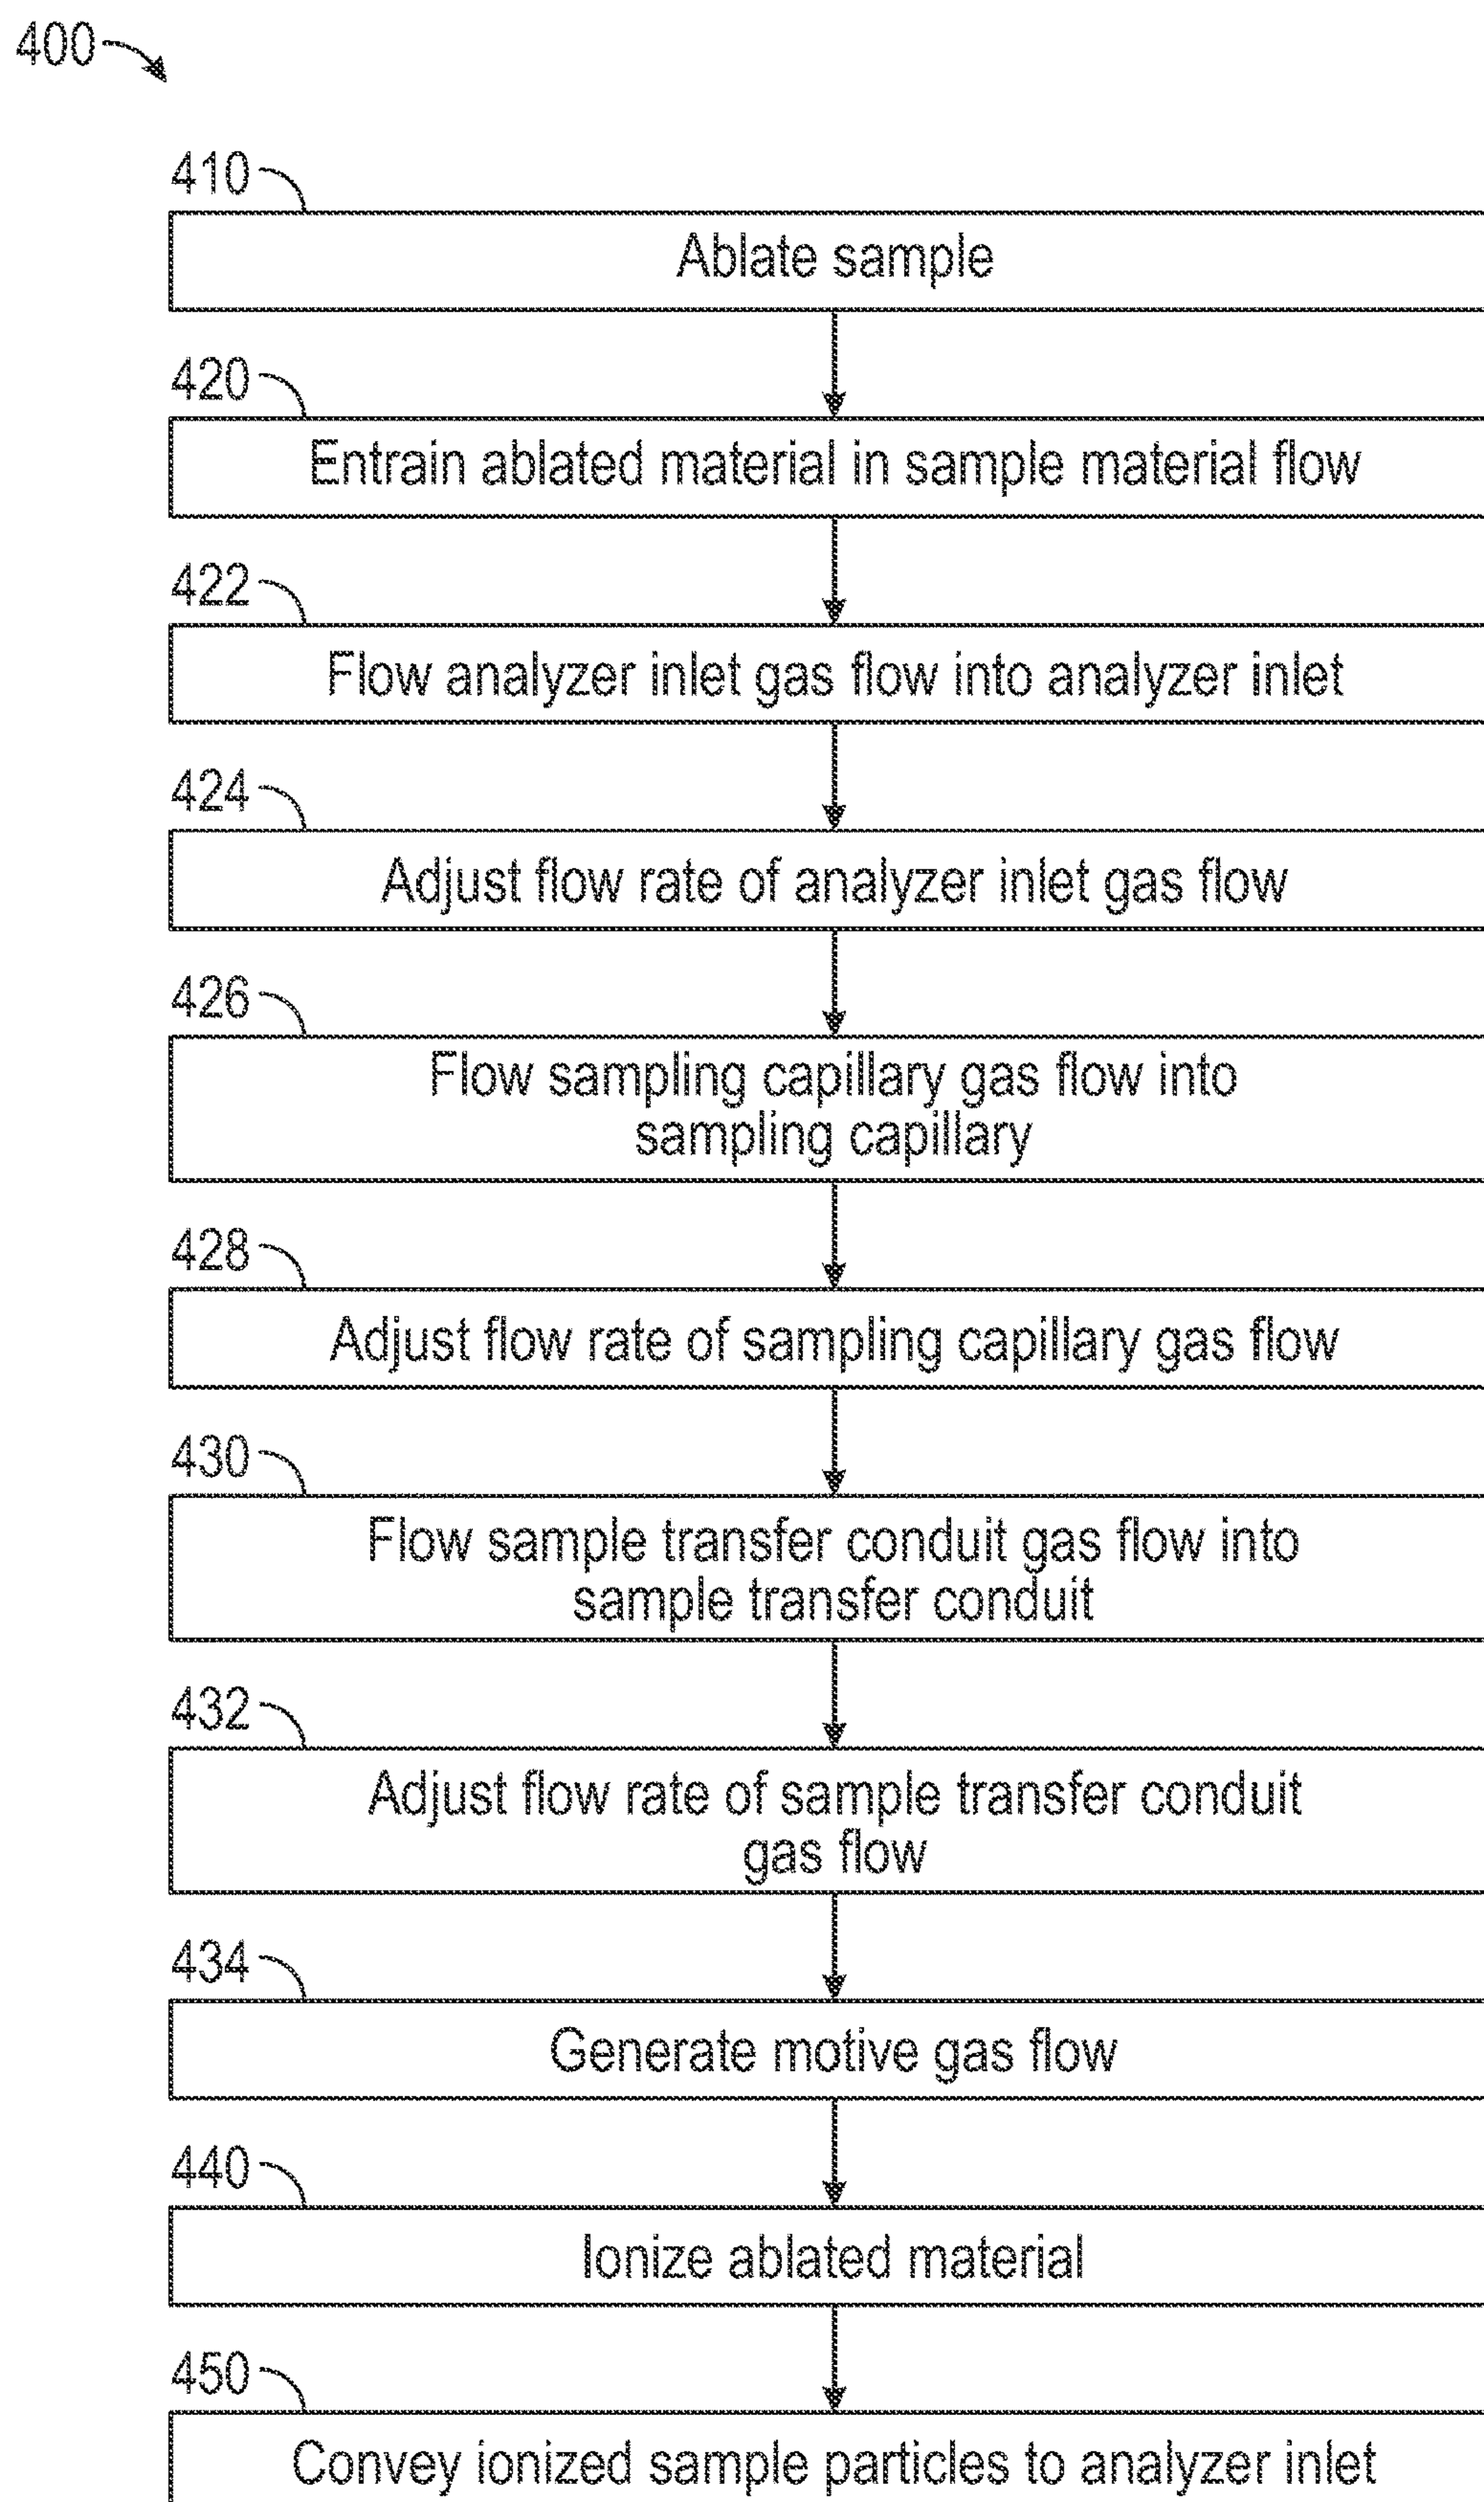 400
410
Ablate sample
420
Entrain ablated material in sample material flow
422
Flow analyzer inlet gas flow into analyzer inlet
424
Adjust flow rate of analyzer inlet gas flow
426
Flow sampling capillary gas flow into
sampling capillary
428
Adjust flow rate of sampling capillary gas flow
430
Flow sample transfer conduit gas flow into
sample transfer conduit
432
Adjust flow rate of sample transfer conduit
gas flow
434
Generate motive gas flow
440
Ionize ablated material
450
Convey ionized sample particles to analyzer inlet